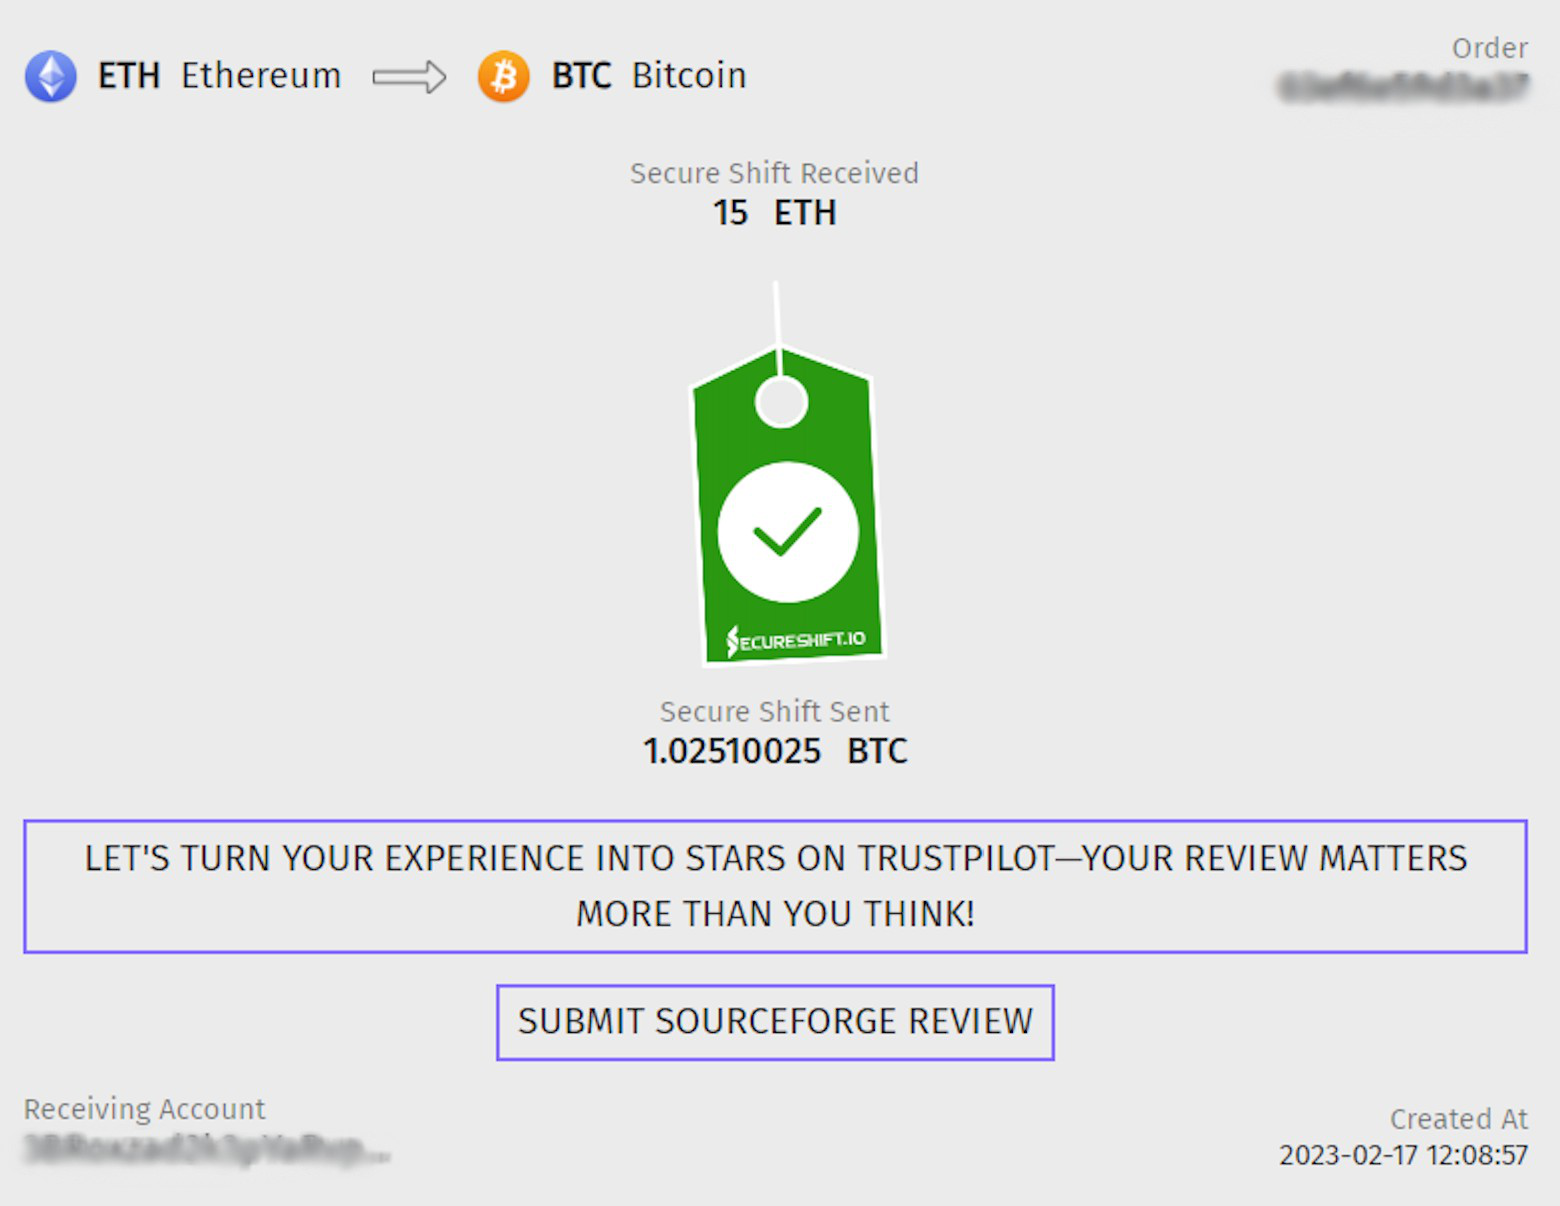 ETH Ethereum BTC Bitcoin
Order
Secure Shift Received
15 ETH
SECURESHIFT.IO
Secure Shift Sent
1.02510025 BTC
LET'S TURN YOUR EXPERIENCE INTO STARS ON TRUSTPILOT—YOUR REVIEW MATTERS
MORE THAN YOU THINK!
SUBMIT SOURCEFORGE REVIEW
Receiving Account
Created At
2023-02-17 12:08:57